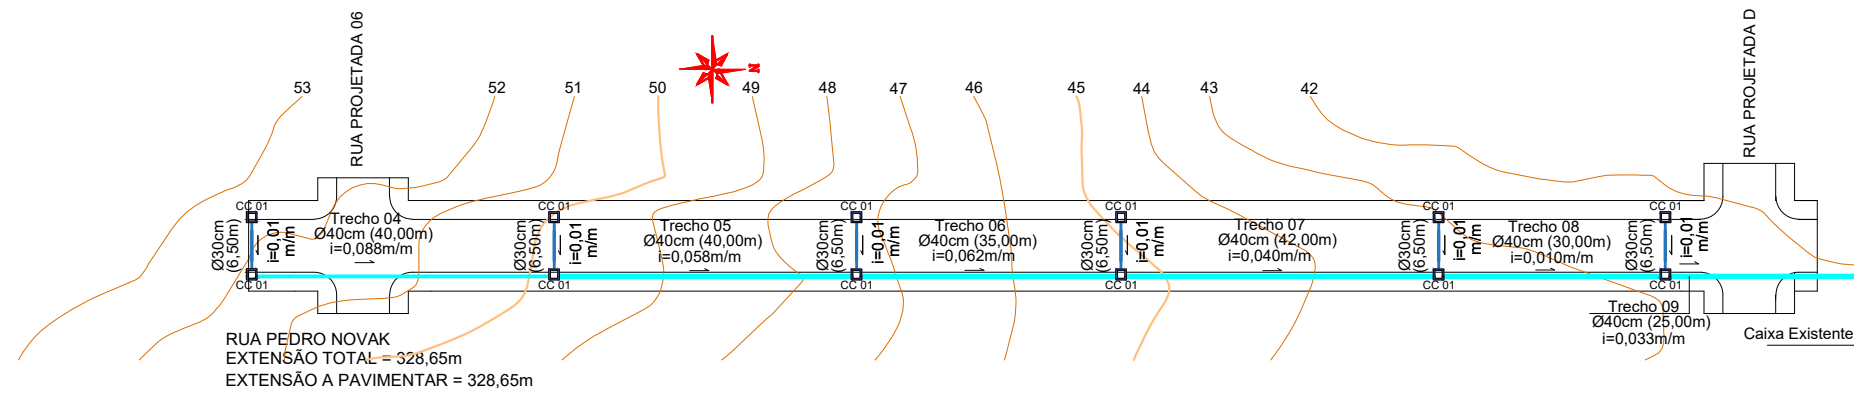 RUA PROJETADA 06
RUA PROJETADA D
N
53
52
51
50
49
48
47
46
45
44
43
42
CC 01
CC 01
CC 01
CC 01
CC 01
CC 01
Ø30cm
(6,50m)
i=0,01
m/m
Trecho 04
Ø40cm (40,00m)
i=0,088m/m
Ø30cm
(6,50m)
i=0,01
m/m
Trecho 05
Ø40cm (40,00m)
i=0,058m/m
Ø30cm
(6,50m)
i=0,01
m/m
Trecho 06
Ø40cm (35,00m)
i=0,062m/m
Ø30cm
(6,50m)
i=0,01
m/m
Trecho 07
Ø40cm (42,00m)
i=0,040m/m
Ø30cm
(6,50m)
i=0,01
m/m
Trecho 08
Ø40cm (30,00m)
i=0,010m/m
Ø30cm
(6,50m)
i=0,01
m/m
CC 01
CC 01
CC 01
CC 01
CC 01
CC 01
Trecho 09
Ø40cm (25,00m)
i=0,033m/m
Caixa Existente
RUA PEDRO NOVAK
EXTENSÃO TOTAL = 328,65m
EXTENSÃO A PAVIMENTAR = 328,65m